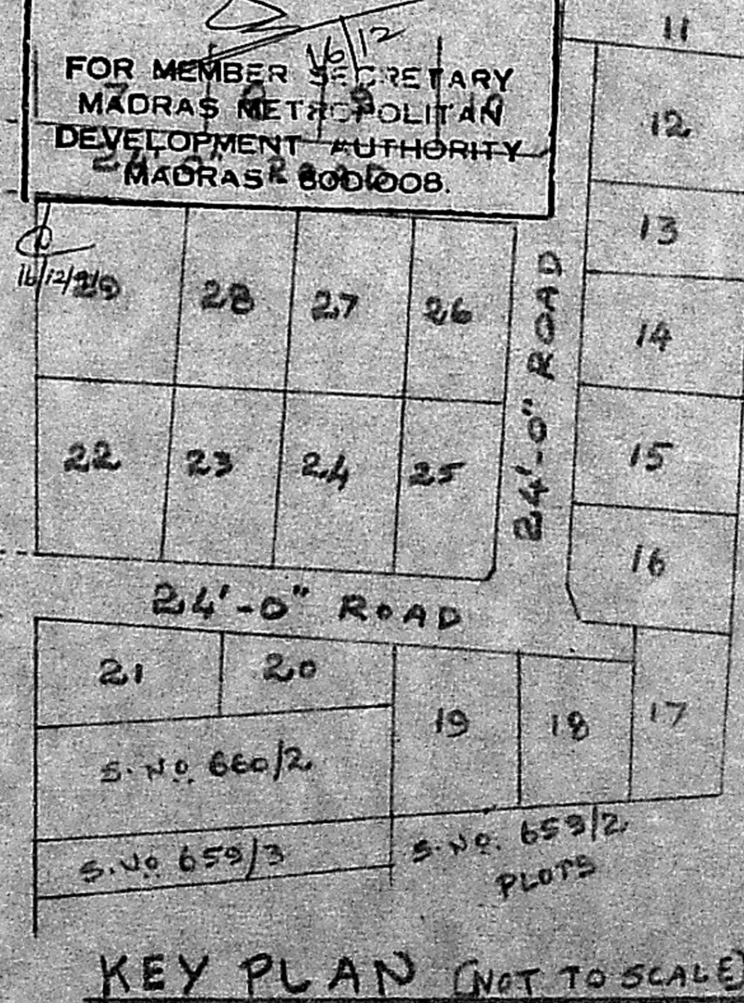 11
16/12
FOR MEMBER SECRETARY
MADRAS METROPOLITAN
DEVELOPMENT AUTHORITY
MADRAS - 600 008.
12
13
14
15
16
16/12/
29 28 27 26
22 23 24 25
24'-0" ROAD
24'-0" ROAD
21 20 19 18 17
S. NO. 660/2
S. NO 659/3
S. NO. 659/2
PLOTS
KEY PLAN (NOT TO SCALE)